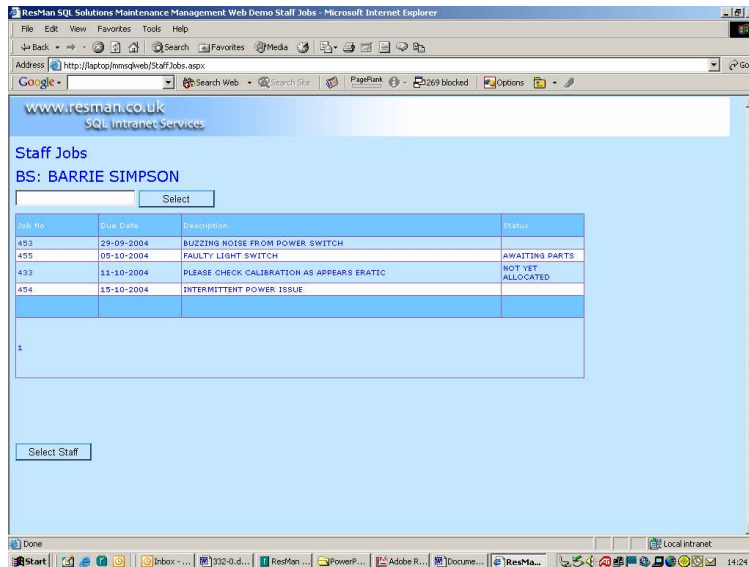 ResMan SQL Solutions Maintenance Management Web Demo Staff Jobs - Microsoft Internet Explorer
File Edit View Favorites Tools Help
Back Search Favorites Media
Address http://laptop/mmsqlweb/StaffJobs.aspx Go
Google Search Web Search Site PageRank 269 blocked Options
www.resman.co.uk
SQL Intranet Services
Staff Jobs
BS: BARRIE SIMPSON
Select
Job No Due Date Description Status
453 29-09-2004 BUZZING NOISE FROM POWER SWITCH
455 05-10-2004 FAULTY LIGHT SWITCH AWAITING PARTS
433 11-10-2004 PLEASE CHECK CALIBRATION AS APPEARS ERATIC NOT YET ALLOCATED
454 15-10-2004 INTERMITTENT POWER ISSUE
1
Select Staff
Done Local intranet
Start Inbox - ... 332-0.d... ResMan ... PowerP... Adobe R... Docume... ResMa... 14:24